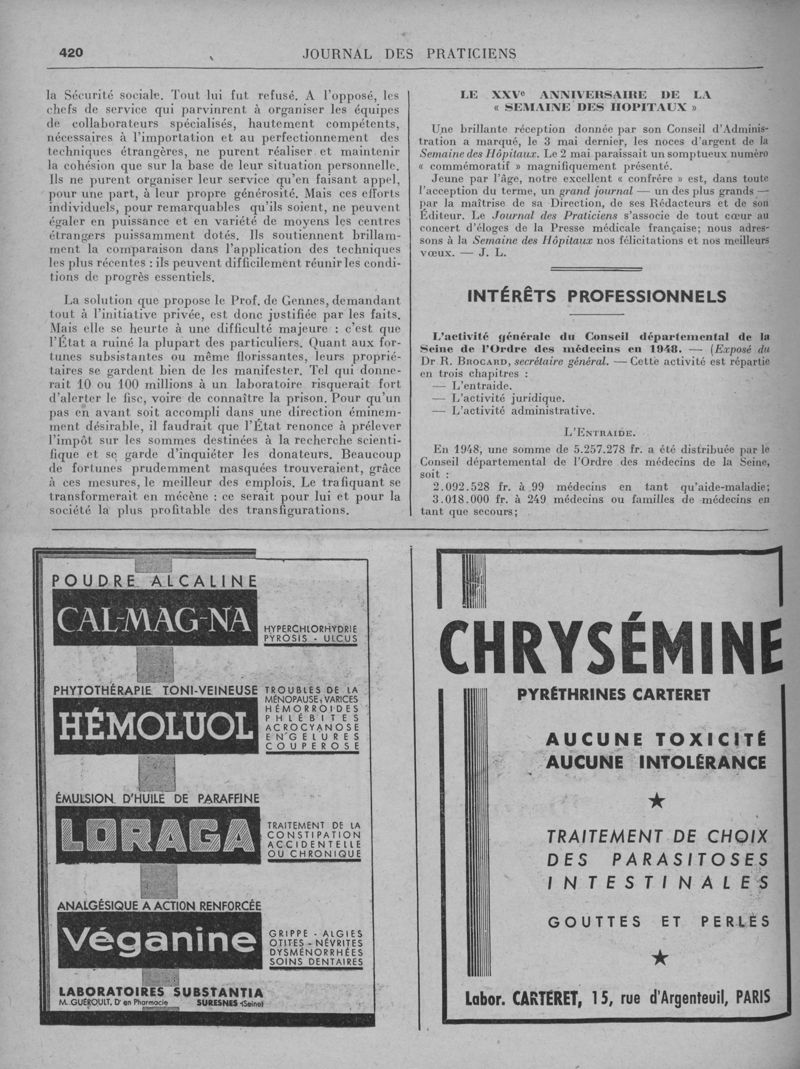 420
JOURNAL DES PRATICIENS
la Sécurité sociale. Tout lui fut refusé. A l'opposé, les
chefs de service qui parvinrent à organiser les équipes
de collaborateurs spécialisés, hautement compétents,
nécessaires à l'importation et au perfectionnement des
techniques étrangères, ne purent réaliser et maintenir
la cohésion que sur la base de leur situation personnelle.
Ils ne purent organiser leur service qu'en faisant appel,
pour une part, à leur propre générosité. Mais ces efforts
individuels, pour remarquables qu'ils soient, ne peuvent
égaler en puissance et en variété de moyens les centres
étrangers puissamment dotés. Ils soutiennent brillam-
ment la comparaison dans l'application des techniques
les plus récentes : ils peuvent difficilement réunir les condi-
tions de progrès essentiels.
La solution que propose le Prof. de Gennes, demandant
tout à l'initiative privée, est donc justifiée par les faits.
Mais elle se heurte à une difficulté majeure : c'est que
l'État a ruiné la plupart des particuliers. Quant aux for-
tunes subsistantes ou même florissantes, leurs proprié-
taires se gardent bien de les manifester. Tel qui donne-
rait 10 ou 100 millions à un laboratoire risquerait fort
d'alerter le fisc, voire de connaître la prison. Pour qu'un
pas en avant soit accompli dans une direction éminem-
ment désirable, il faudrait que l'État renonce à prélever
l'impôt sur les sommes destinées à la recherche scienti-
fique et se garde d'inquiéter les donateurs. Beaucoup
de fortunes prudemment masquées trouveraient, grâce
à ces mesures, le meilleur des emplois. Le trafiquant se
transformerait en mécène : ce serait pour lui et pour la
société la plus profitable des transfigurations.
LE XXVe ANNIVERSAIRE DE LA
« SEMAINE DES HOPITAUX »
Une brillante réception donnée par son Conseil d'Adminis-
tration a marqué, le 3 mai dernier, les noces d'argent de la
Semaine des Hôpitaux. Le 2 mai paraissait un somptueux numéro
« commémoratif » magnifiquement présenté.
Jeune par l'âge, notre excellent « confrère » est, dans toute
l'acception du terme, un grand journal — un des plus grands —
par la maîtrise de sa Direction, de ses Rédacteurs et de son
Éditeur. Le Journal des Praticiens s'associe de tout cœur au
concert d'éloges de la Presse médicale française; nous adres-
sons à la Semaine des Hôpitaux nos félicitations et nos meilleurs
vœux. — J. L.
INTÉRÊTS PROFESSIONNELS
L'activité générale du Conseil départemental de la
Seine de l'Ordre des médecins en 1948. — (Exposé du
Dr R. BROCARD, secrétaire général. — Cette activité est répartie
en trois chapitres :
— L'entraide.
— L'activité juridique.
— L'activité administrative.
L'ENTRAIDE.
En 1948, une somme de 5.257.278 fr. a été distribuée par le
Conseil départemental de l'Ordre des médecins de la Seine,
soit :
2.092.528 fr. à 99 médecins en tant qu'aide-maladie;
3.018.000 fr. à 249 médecins ou familles de médecins en
tant que secours;
POUDRE ALCALINE
CAL-MAG-NA
HYPERCHLORHYDRIE
PYROSIS - ULCUS
PHYTOTHÉRAPIE TONI-VEINEUSE
HÉMOLUOL
TROUBLES DE LA
MÉNOPAUSE, VARICES
HÉMORROIDES
PHLÉBITES
ACROCYANOSE
ENGELURES
COUPEROSE
ÉMULSION D'HUILE DE PARAFFINE
LORAGA
TRAITEMENT DE LA
CONSTIPATION
ACCIDENTELLE
OU CHRONIQUE
ANALGÉSIQUE A ACTION RENFORCÉE
Véganine
GRIPPE - ALGIES
OTITES - NÉVRITES
DYSMÉNORRHÉES
SOINS DENTAIRES
LABORATOIRES SUBSTANTIA
M. GUÉROULT, Dr en Pharmacie SURESNES (Seine)
CHRYSÉMINE
PYRÉTHRINES CARTERET
AUCUNE TOXICITÉ
AUCUNE INTOLÉRANCE
TRAITEMENT DE CHOIX
DES PARASITOSES
INTESTINALES
GOUTTES ET PERLES
Labor. CARTERET, 15, rue d'Argenteuil, PARIS